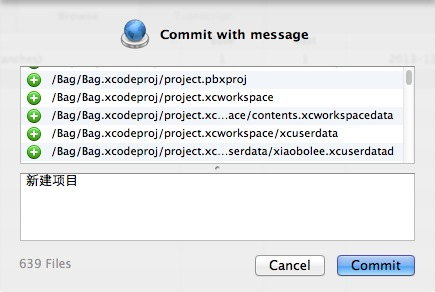 Commit with message
/Bag/Bag.xcodeproj/project.pbxproj
/Bag/Bag.xcodeproj/project.xcworkspace
/Bag/Bag.xcodeproj/project.xc...ace/contents.xcworkspacedata
/Bag/Bag.xcodeproj/project.xcworkspace/xcuserdata
/Bag/Bag.xcodeproj/project.xc...serdata/xiaobolee.xcuserdatad
新建项目
639 Files
Cancel
Commit